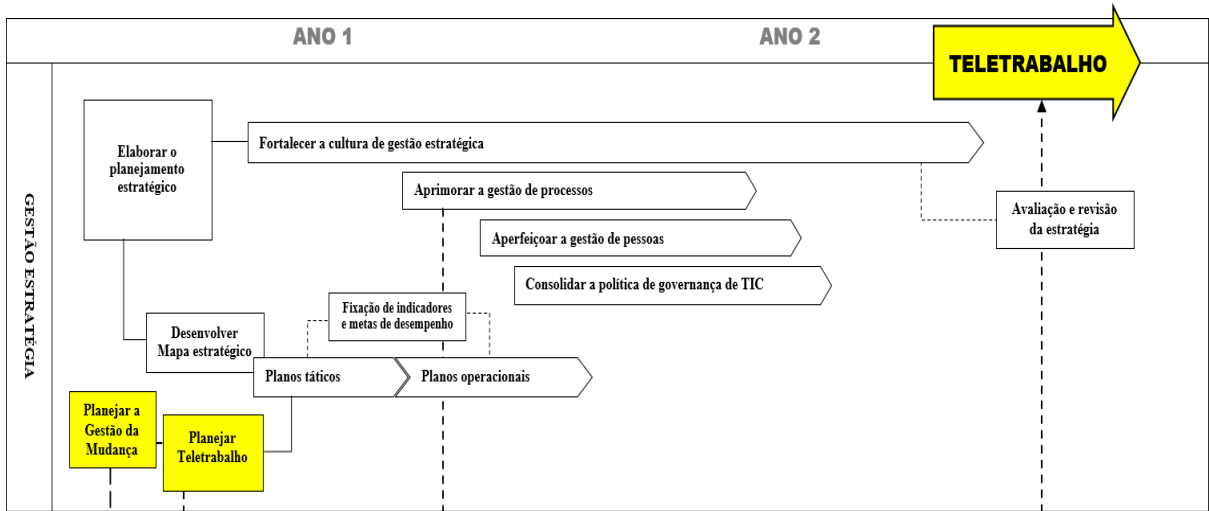 ANO 1
ANO 2
TELETRABALHO
GESTÃO ESTRATÉGIA
Elaborar o
planejamento
estratégico
Fortalecer a cultura de gestão estratégica
Aprimorar a gestão de processos
Avaliação e revisão
da estratégia
Aperfeiçoar a gestão de pessoas
Consolidar a política de governança de TIC
Fixação de indicadores
e metas de desempenho
Desenvolver
Mapa estratégico
Planos táticos
Planos operacionais
Planejar a
Gestão da
Mudança
Planejar
Teletrabalho